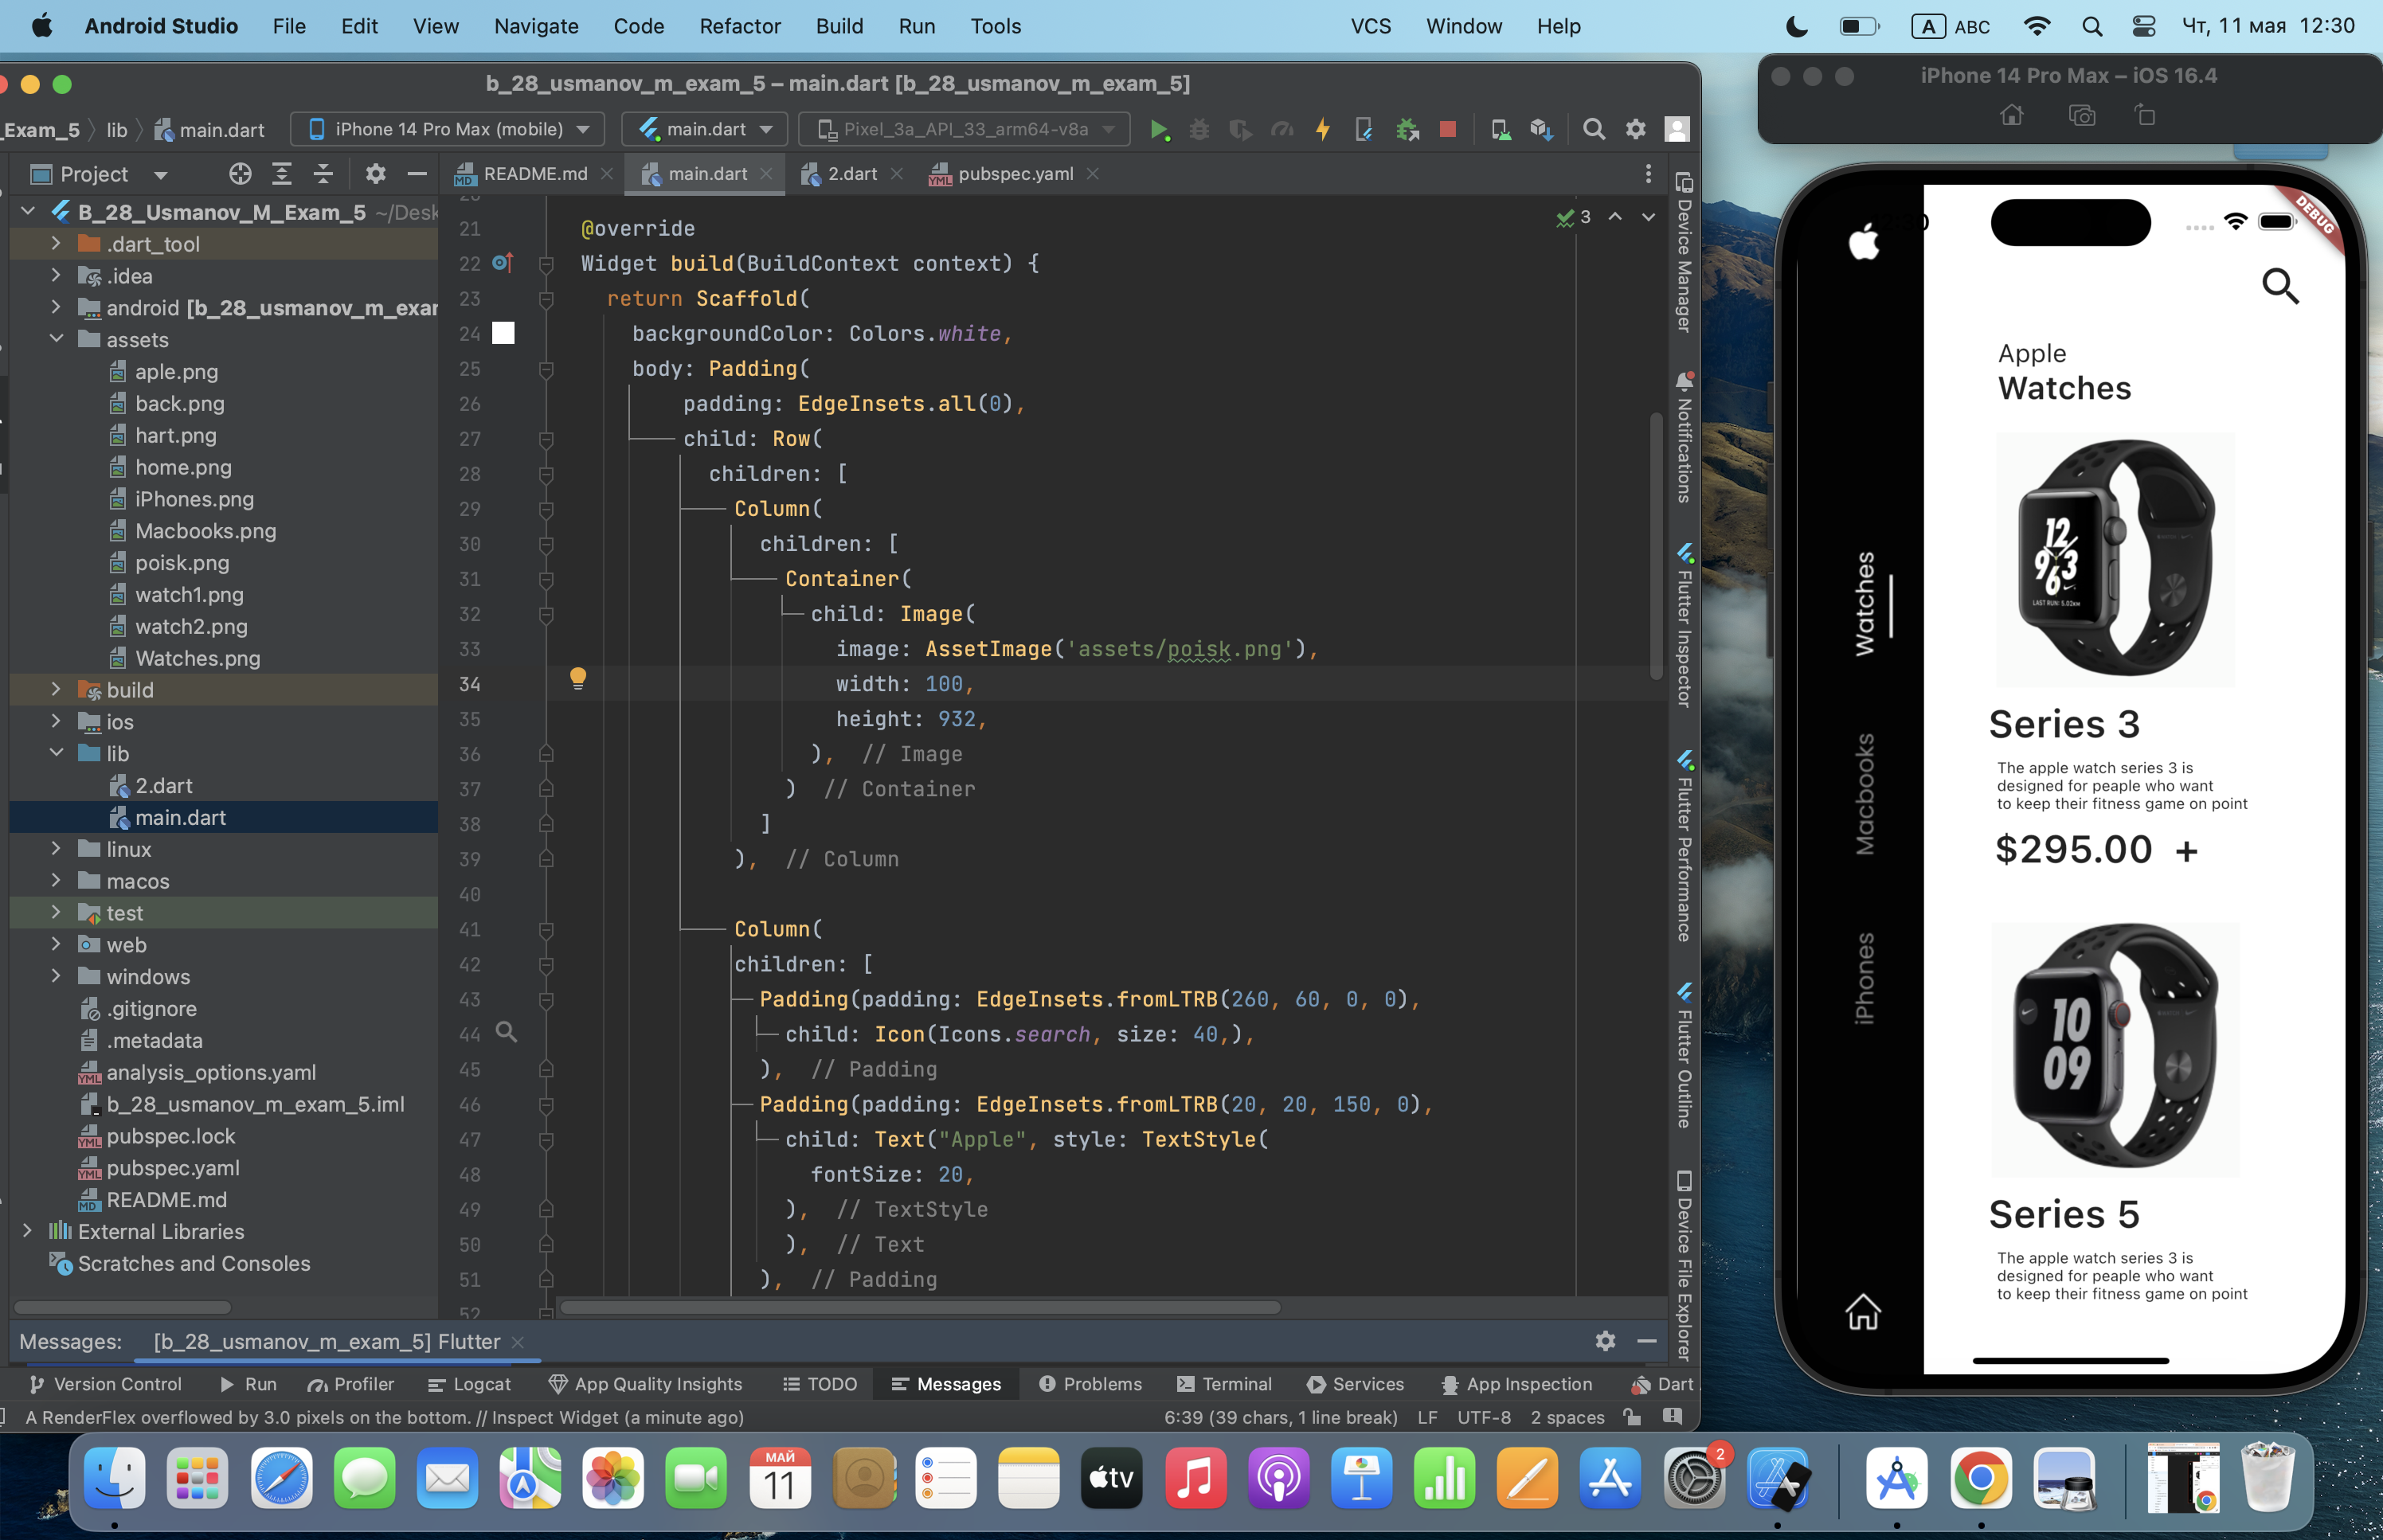 Android Studio File Edit View Navigate Code Refactor Build Run Tools VCS Window Help A ABC Чт, 11 мая 12:30
b_28_usmanov_m_exam_5 – main.dart [b_28_usmanov_m_exam_5]
_Exam_5 lib main.dart iPhone 14 Pro Max (mobile) main.dart Pixel_3a_API_33_arm64-v8a
Project
README.md main.dart 2.dart pubspec.yaml
B_28_Usmanov_M_Exam_5 ~/Desk
.dart_tool
.idea
android [b_28_usmanov_m_exar
assets
aple.png
back.png
hart.png
home.png
iPhones.png
Macbooks.png
poisk.png
watch1.png
watch2.png
Watches.png
build
ios
lib
2.dart
main.dart
linux
macos
test
web
windows
.gitignore
.metadata
analysis_options.yaml
b_28_usmanov_m_exam_5.iml
pubspec.lock
pubspec.yaml
README.md
External Libraries
Scratches and Consoles
3
21 @override
22 Widget build(BuildContext context) {
23 return Scaffold(
24 backgroundColor: Colors.white,
25 body: Padding(
26 padding: EdgeInsets.all(0),
27 child: Row(
28 children: [
29 Column(
30 children: [
31 Container(
32 child: Image(
33 image: AssetImage('assets/poisk.png'),
34 width: 100,
35 height: 932,
36 ), // Image
37 ) // Container
38 ]
39 ), // Column
40
41 Column(
42 children: [
43 Padding(padding: EdgeInsets.fromLTRB(260, 60, 0, 0),
44 child: Icon(Icons.search, size: 40,),
45 ), // Padding
46 Padding(padding: EdgeInsets.fromLTRB(20, 20, 150, 0),
47 child: Text("Apple", style: TextStyle(
48 fontSize: 20,
49 ), // TextStyle
50 ), // Text
51 ), // Padding
52
Device Manager
Notifications
Flutter Inspector
Flutter Performance
Flutter Outline
Device File Explorer
Messages: [b_28_usmanov_m_exam_5] Flutter
Version Control Run Profiler Logcat App Quality Insights TODO Messages Problems Terminal Services App Inspection Dart
A RenderFlex overflowed by 3.0 pixels on the bottom. // Inspect Widget (a minute ago) 6:39 (39 chars, 1 line break) LF UTF-8 2 spaces
iPhone 14 Pro Max – iOS 16.4
12:30
DEBUG
Apple
Watches
Watches
Macbooks
iPhones
12
9 3
6
LAST RUN: 5.02KM
Series 3
The apple watch series 3 is
designed for peaple who want
to keep their fitness game on point
$295.00 +
10
09
Series 5
The apple watch series 3 is
designed for peaple who want
to keep their fitness game on point
МАЙ
11
tv
2